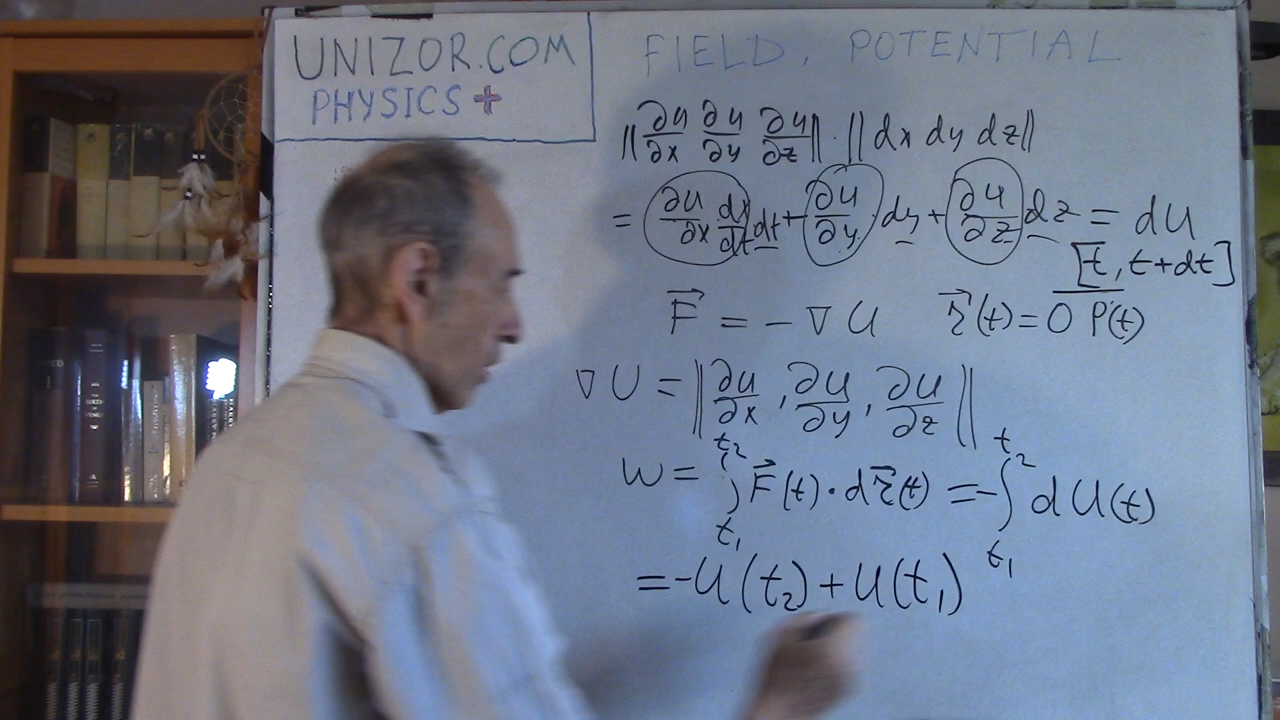 UNIZOR.COM
PHYSICS+
FIELD, POTENTIAL
||∂U/∂x ∂U/∂y ∂U/∂z|| · ||dx dy dz||
= ∂U/∂x dx/dt dt + ∂U/∂y dy + ∂U/∂z dz = dU
[t, t+dt]
F⃗ = -∇U r⃗(t) = OP(t)
∇U = ||∂U/∂x, ∂U/∂y, ∂U/∂z||
W = ∫_{t₁}^{t₂} F⃗(t)·dr⃗(t) = -∫_{t₁}^{t₂} dU(t)
= -U(t₂)+U(t₁)